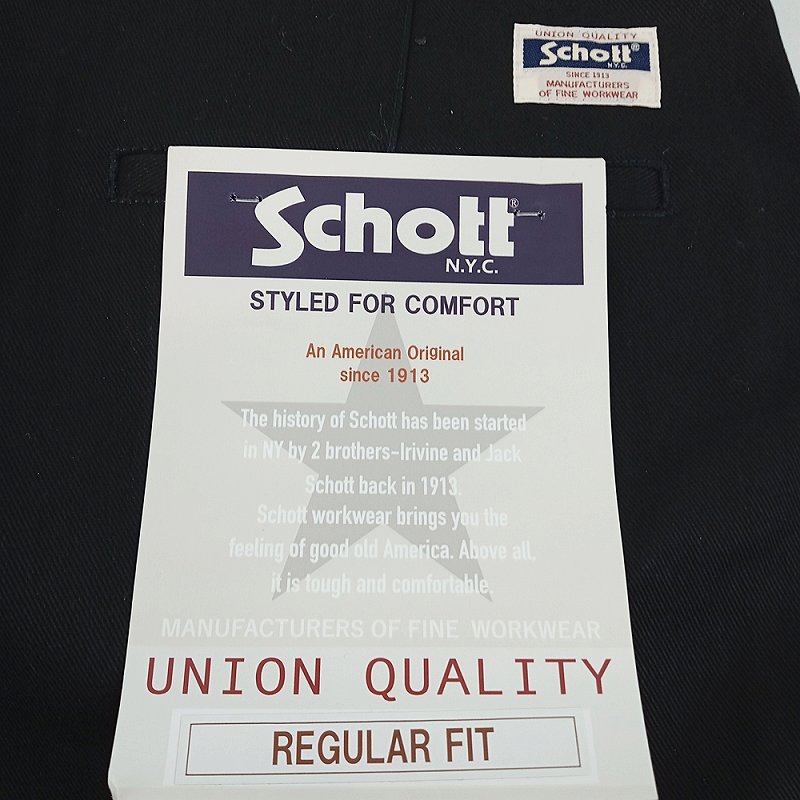 UNION QUALITY
Schott®
N.Y.C.
SINCE 1913
MANUFACTURERS
OF FINE WORKWEAR
Schott®
N.Y.C.
STYLED FOR COMFORT
An American Original
since 1913
The history of Schott has been started
in NY by 2 brothers-Irivine and Jack
Schott back in 1913.
Schott workwear brings you the
feeling of good old America. Above all,
it is tough and comfortable.
MANUFACTURERS OF FINE WORKWEAR
UNION QUALITY
REGULAR FIT